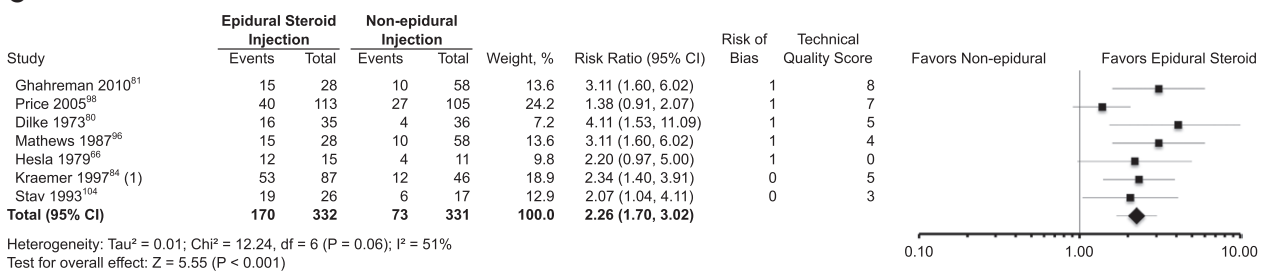 Epidural Steroid Non-epidural
Injection Injection Risk of Technical
Study Events Total Events Total Weight, % Risk Ratio (95% CI) Bias Quality Score Favors Non-epidural Favors Epidural Steroid
Ghahreman 2010⁸¹ 15 28 10 58 13.6 3.11 (1.60, 6.02) 1 8
Price 2005⁹⁸ 40 113 27 105 24.2 1.38 (0.91, 2.07) 1 7
Dilke 1973⁸⁰ 16 35 4 36 7.2 4.11 (1.53, 11.09) 1 5
Mathews 1987⁹⁶ 15 28 10 58 13.6 3.11 (1.60, 6.02) 1 4
Hesla 1979⁶⁶ 12 15 4 11 9.8 2.20 (0.97, 5.00) 1 0
Kraemer 1997⁸⁴ (1) 53 87 12 46 18.9 2.34 (1.40, 3.91) 0 5
Stav 1993¹⁰⁴ 19 26 6 17 12.9 2.07 (1.04, 4.11) 0 3
Total (95% CI) 170 332 73 331 100.0 2.26 (1.70, 3.02)
Heterogeneity: Tau² = 0.01; Chi² = 12.24, df = 6 (P = 0.06); I² = 51%
Test for overall effect: Z = 5.55 (P < 0.001)
0.10 1.00 10.00